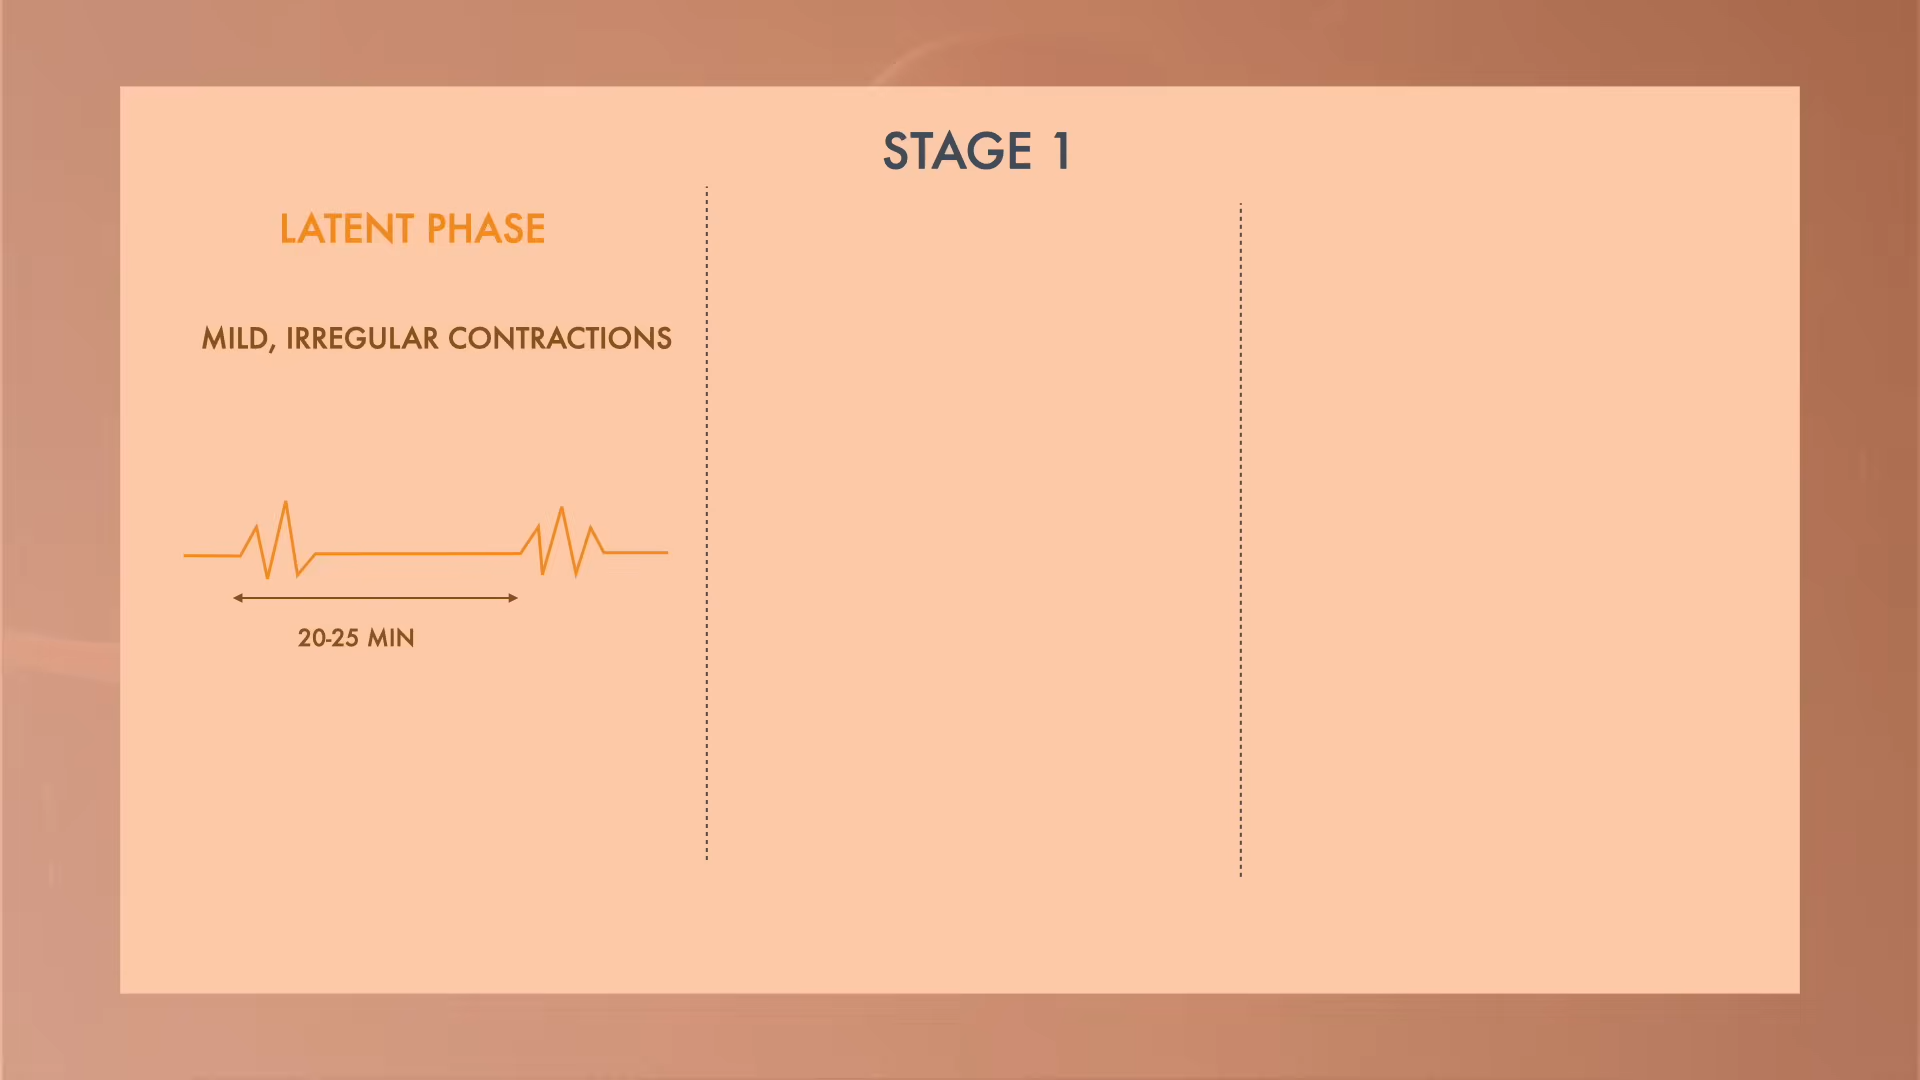 STAGE 1
LATENT PHASE
MILD, IRREGULAR CONTRACTIONS
20-25 MIN